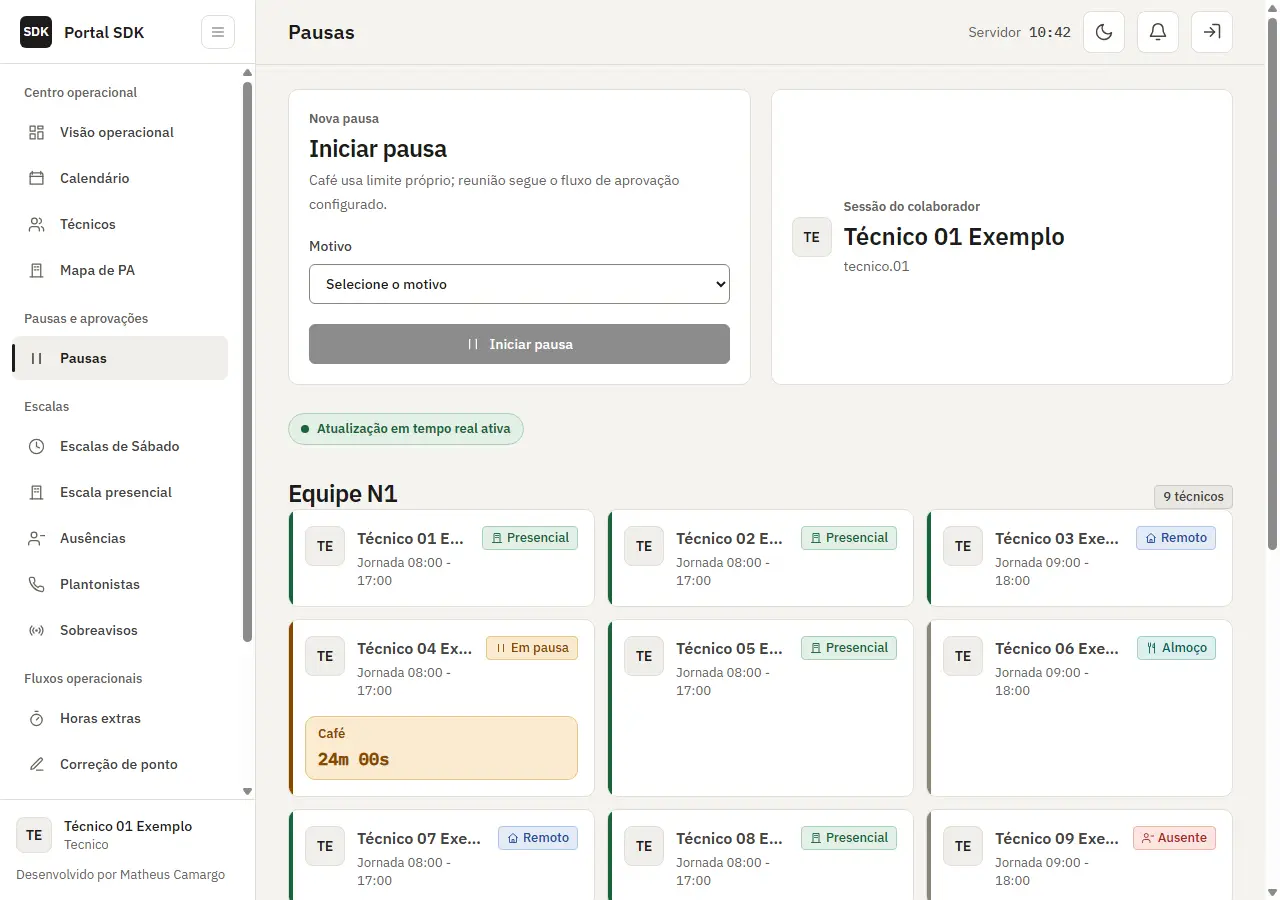 SDK
Portal SDK
Centro operacional
Visão operacional
Calendário
Técnicos
Mapa de PA
Pausas e aprovações
Pausas
Escalas
Escalas de Sábado
Escala presencial
Ausências
Plantonistas
Sobreavisos
Fluxos operacionais
Horas extras
Correção de ponto
TE
Técnico 01 Exemplo
Tecnico
Desenvolvido por Matheus Camargo
Pausas
Servidor 10:42
Nova pausa
Iniciar pausa
Café usa limite próprio; reunião segue o fluxo de aprovação
configurado.
Motivo
Selecione o motivo
Iniciar pausa
TE
Sessão do colaborador
Técnico 01 Exemplo
tecnico.01
Atualização em tempo real ativa
Equipe N1
9 técnicos
TE
Técnico 01 E...
Presencial
Jornada 08:00 -
17:00
TE
Técnico 02 E...
Presencial
Jornada 08:00 -
17:00
TE
Técnico 03 Exe...
Remoto
Jornada 09:00 -
18:00
TE
Técnico 04 Ex...
Em pausa
Jornada 08:00 -
17:00
Café
24m 00s
TE
Técnico 05 E...
Presencial
Jornada 08:00 -
17:00
TE
Técnico 06 Exe...
Almoço
Jornada 09:00 -
18:00
TE
Técnico 07 Exe...
Remoto
Jornada 08:00 -
17:00
TE
Técnico 08 E...
Presencial
Jornada 08:00 -
17:00
TE
Técnico 09 Exe...
Ausente
Jornada 09:00 -
18:00